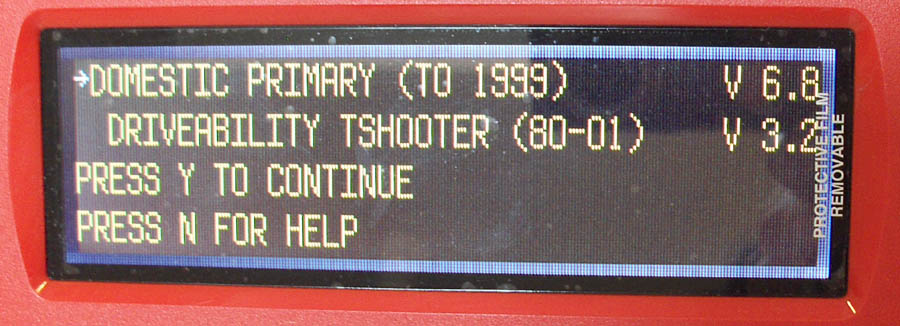 →DOMESTIC PRIMARY (TO 1999) V 6.8
DRIVEABILITY TSHOOTER (80-01) V 3.2
PRESS Y TO CONTINUE
PRESS N FOR HELP
PROTECTIVE FILM
REMOVABLE